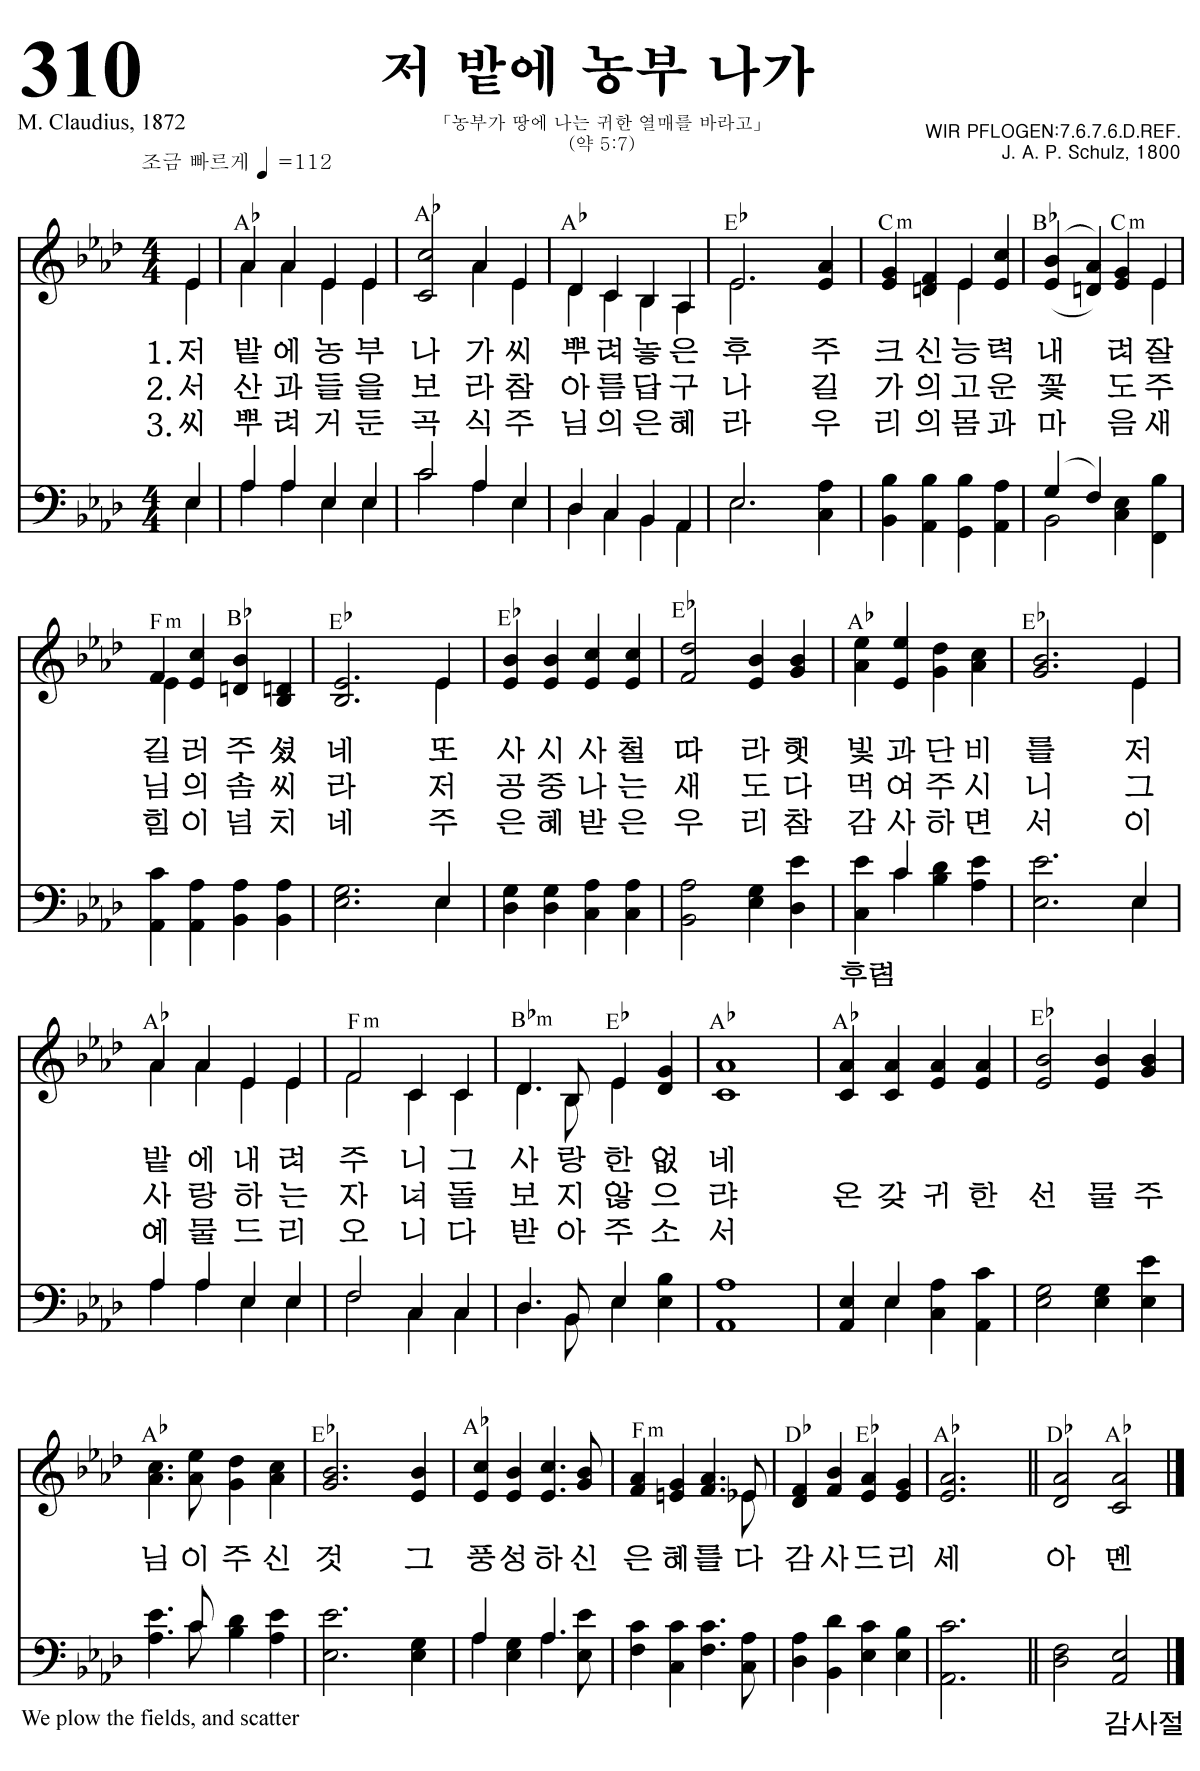 310
저 밭에 농부 나가
M. Claudius, 1872
「농부가 땅에 나는 귀한 열매를 바라고」
(약 5:7)
WIR PFLOGEN:7.6.7.6.D.REF.
J. A. P. Schulz, 1800
조금 빠르게 ♩=112
A♭ A♭ A♭ E♭ Cm B♭ Cm
1.저 밭에농부 나 가씨 뿌려놓은 후 주 크신능력 내 려잘
2.서 산과들을 보 라참 아름답구 나 길 가의고운 꽃 도주
3.씨 뿌려거둔 곡 식주 님의은혜 라 우 리의몸과 마 음새
Fm B♭ E♭ E♭ E♭ A♭ E♭
길러주셨 네 또 사시사철 따 라햇 빛과단비 를 저
님의솜씨 라 저 공중나는 새 도다 먹여주시 니 그
힘이넘치 네 주 은혜받은 우 리참 감사하면 서 이
후렴
A♭ Fm B♭m E♭ A♭ A♭ E♭
밭에내려 주 니그 사랑한없 네
사랑하는 자 녀돌 보지않으 랴 온갖귀한 선 물주
예물드리 오 니다 받아주소 서
A♭ E♭ A♭ Fm D♭ E♭ A♭ D♭ A♭
님이주신 것 그 풍성하신 은혜를다 감사드리 세 아 멘
We plow the fields, and scatter
감사절